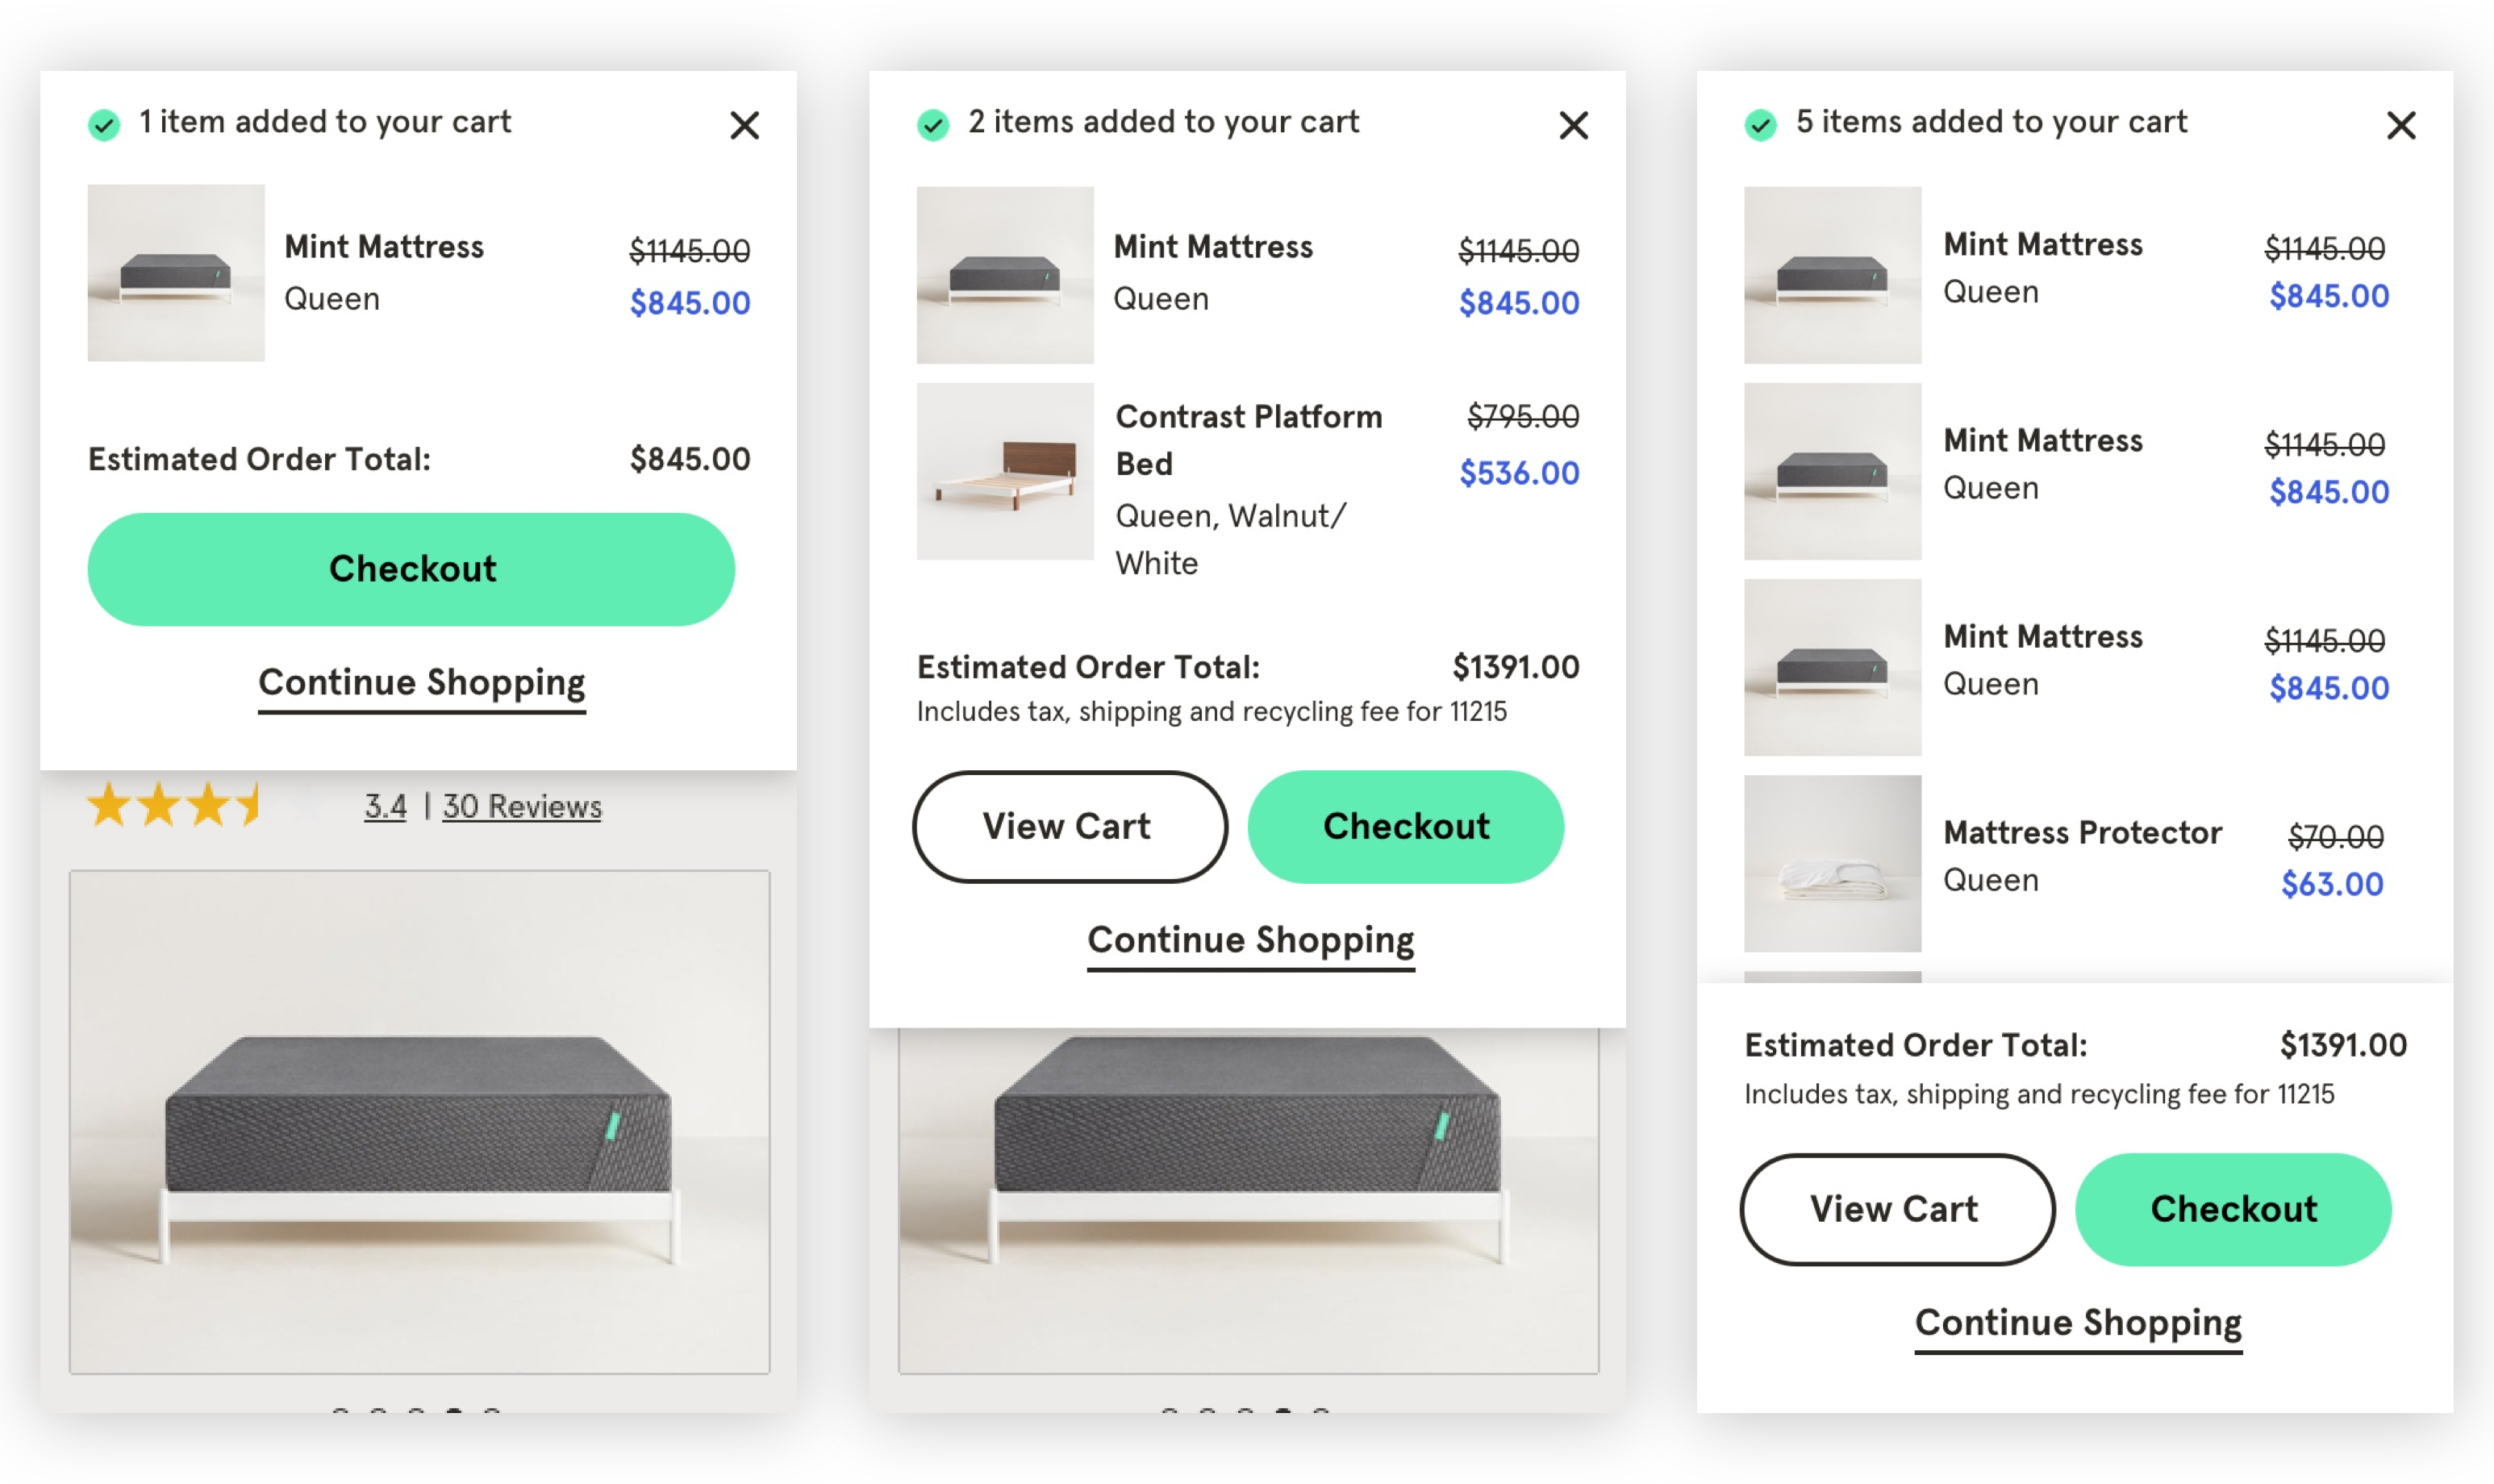 1 item added to your cart
Mint Mattress
$1145.00
Queen
$845.00
Estimated Order Total:
$845.00
Checkout
Continue Shopping
3.4 | 30 Reviews
2 items added to your cart
Mint Mattress
$1145.00
Queen
$845.00
Contrast Platform
$795.00
Bed
$536.00
Queen, Walnut/
White
Estimated Order Total:
$1391.00
Includes tax, shipping and recycling fee for 11215
View Cart
Checkout
Continue Shopping
5 items added to your cart
Mint Mattress
$1145.00
Queen
$845.00
Mint Mattress
$1145.00
Queen
$845.00
Mint Mattress
$1145.00
Queen
$845.00
Mattress Protector
$70.00
Queen
$63.00
Estimated Order Total:
$1391.00
Includes tax, shipping and recycling fee for 11215
View Cart
Checkout
Continue Shopping